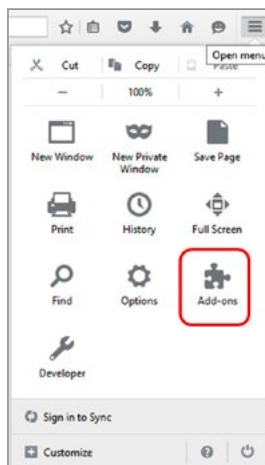 Open menu
Cut Copy Paste
− 100% +
New Window New Private Window Save Page
Print History Full Screen
Find Options Add-ons
Developer
Sign in to Sync
Customize